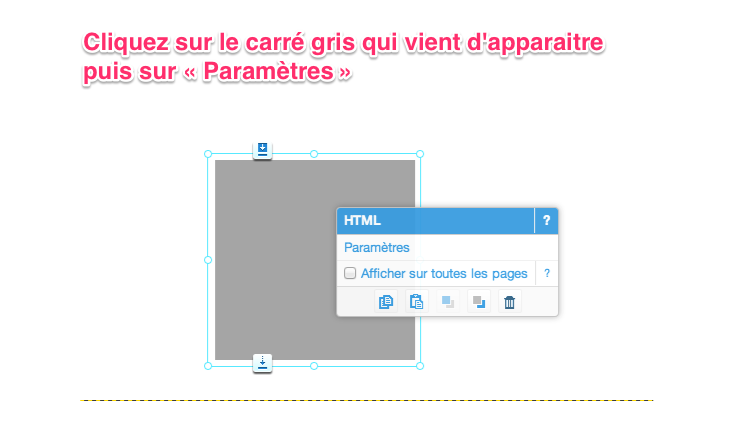 Cliquez sur le carré gris qui vient d'apparaitre
puis sur « Paramètres »
HTML ?
Paramètres
Afficher sur toutes les pages ?